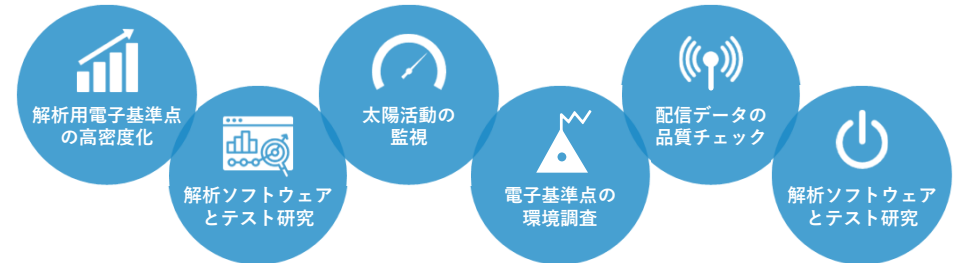 解析用電子基準点
の高密度化
解析ソフトウェア
とテスト研究
太陽活動の
監視
電子基準点の
環境調査
配信データの
品質チェック
解析ソフトウェア
とテスト研究